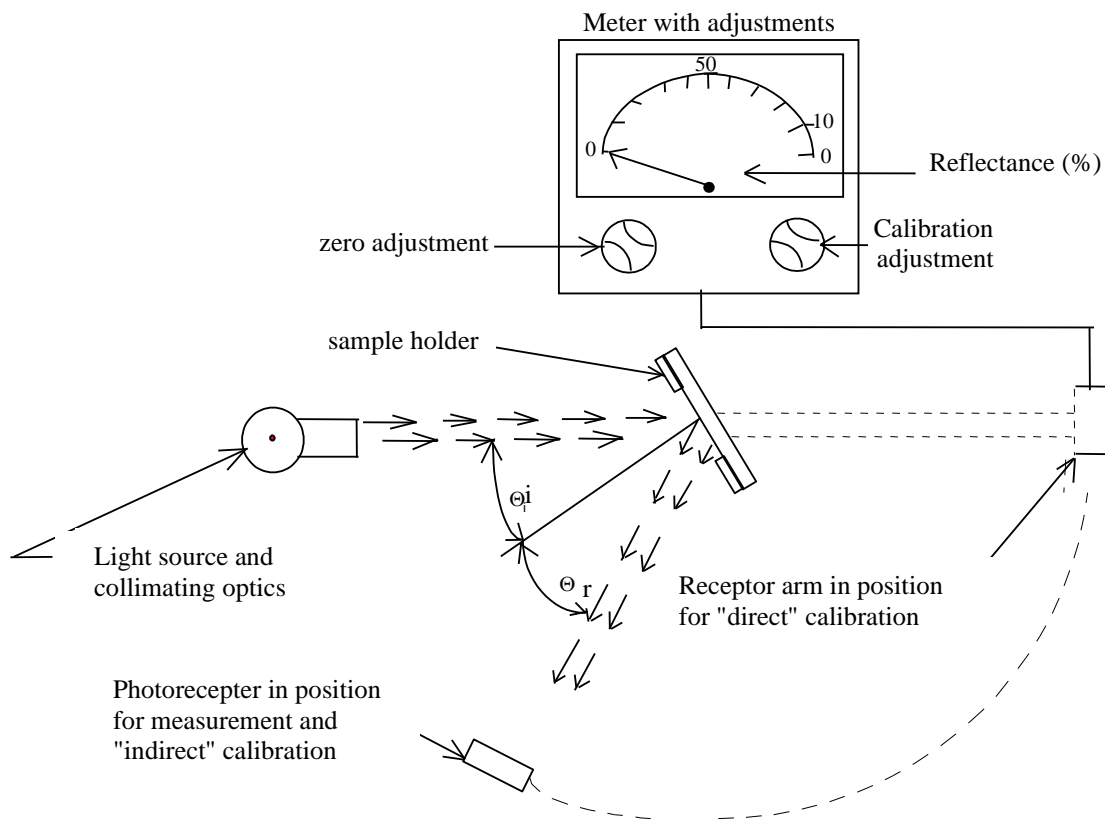 Meter with adjustments
50
10
0
0
Reflectance (%)
zero adjustment
Calibration
adjustment
sample holder
Θ i
Light source and
collimating optics
Θ r
Receptor arm in position
for "direct" calibration
Photorecepter in position
for measurement and
"indirect" calibration